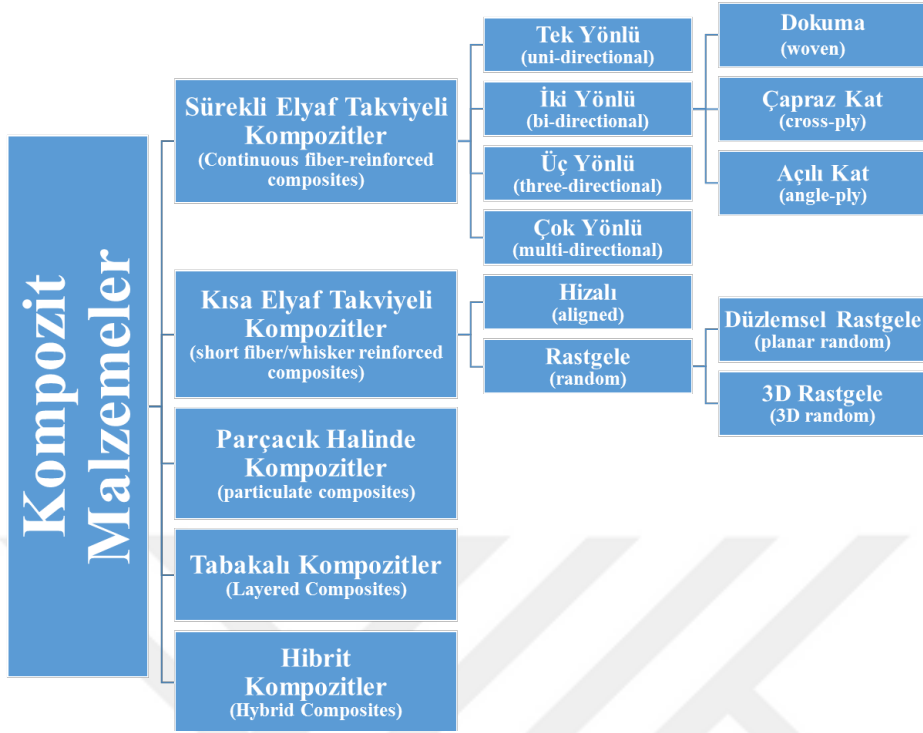 Kompozit
Malzemeler
Sürekli Elyaf Takviyeli
Kompozitler
(Continuous fiber-reinforced
composites)
Tek Yönlü
(uni-directional)
İki Yönlü
(bi-directional)
Üç Yönlü
(three-directional)
Çok Yönlü
(multi-directional)
Dokuma
(woven)
Çapraz Kat
(cross-ply)
Açılı Kat
(angle-ply)
Kısa Elyaf Takviyeli
Kompozitler
(short fiber/whisker reinforced
composites)
Hizalı
(aligned)
Rastgele
(random)
Düzlemsel Rastgele
(planar random)
3D Rastgele
(3D random)
Parçacık Halinde
Kompozitler
(particulate composites)
Tabakalı Kompozitler
(Layered Composites)
Hibrit
Kompozitler
(Hybrid Composites)